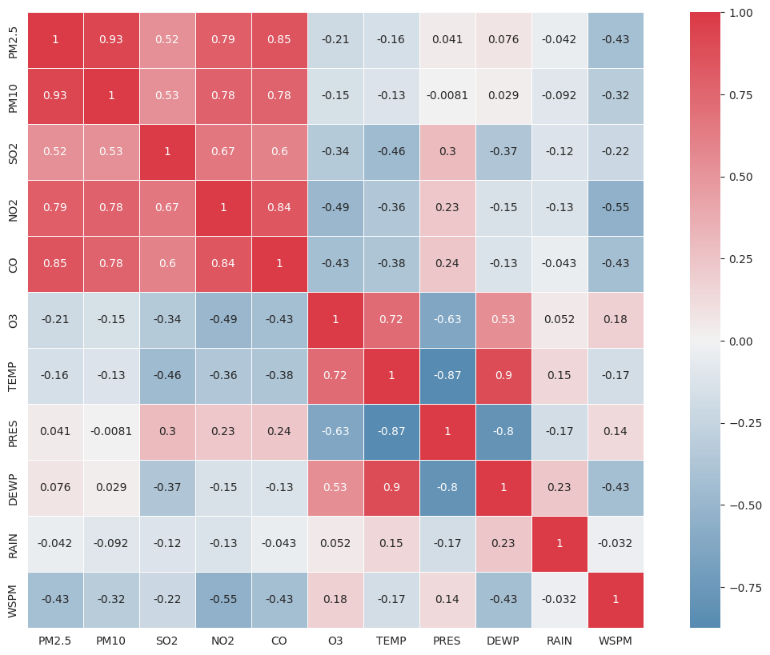 PM2.5 1 0.93 0.52 0.79 0.85 -0.21 -0.16 0.041 0.076 -0.042 -0.43
PM10 0.93 1 0.53 0.78 0.78 -0.15 -0.13 -0.0081 0.029 -0.092 -0.32
SO2 0.52 0.53 1 0.67 0.6 -0.34 -0.46 0.3 -0.37 -0.12 -0.22
NO2 0.79 0.78 0.67 1 0.84 -0.49 -0.36 0.23 -0.15 -0.13 -0.55
CO 0.85 0.78 0.6 0.84 1 -0.43 -0.38 0.24 -0.13 -0.043 -0.43
O3 -0.21 -0.15 -0.34 -0.49 -0.43 1 0.72 -0.63 0.53 0.052 0.18
TEMP -0.16 -0.13 -0.46 -0.36 -0.38 0.72 1 -0.87 0.9 0.15 -0.17
PRES 0.041 -0.0081 0.3 0.23 0.24 -0.63 -0.87 1 -0.8 -0.17 0.14
DEWP 0.076 0.029 -0.37 -0.15 -0.13 0.53 0.9 -0.8 1 0.23 -0.43
RAIN -0.042 -0.092 -0.12 -0.13 -0.043 0.052 0.15 -0.17 0.23 1 -0.032
WSPM -0.43 -0.32 -0.22 -0.55 -0.43 0.18 -0.17 0.14 -0.43 -0.032 1
PM2.5 PM10 SO2 NO2 CO O3 TEMP PRES DEWP RAIN WSPM
1.00
0.75
0.50
0.25
0.00
−0.25
−0.50
−0.75